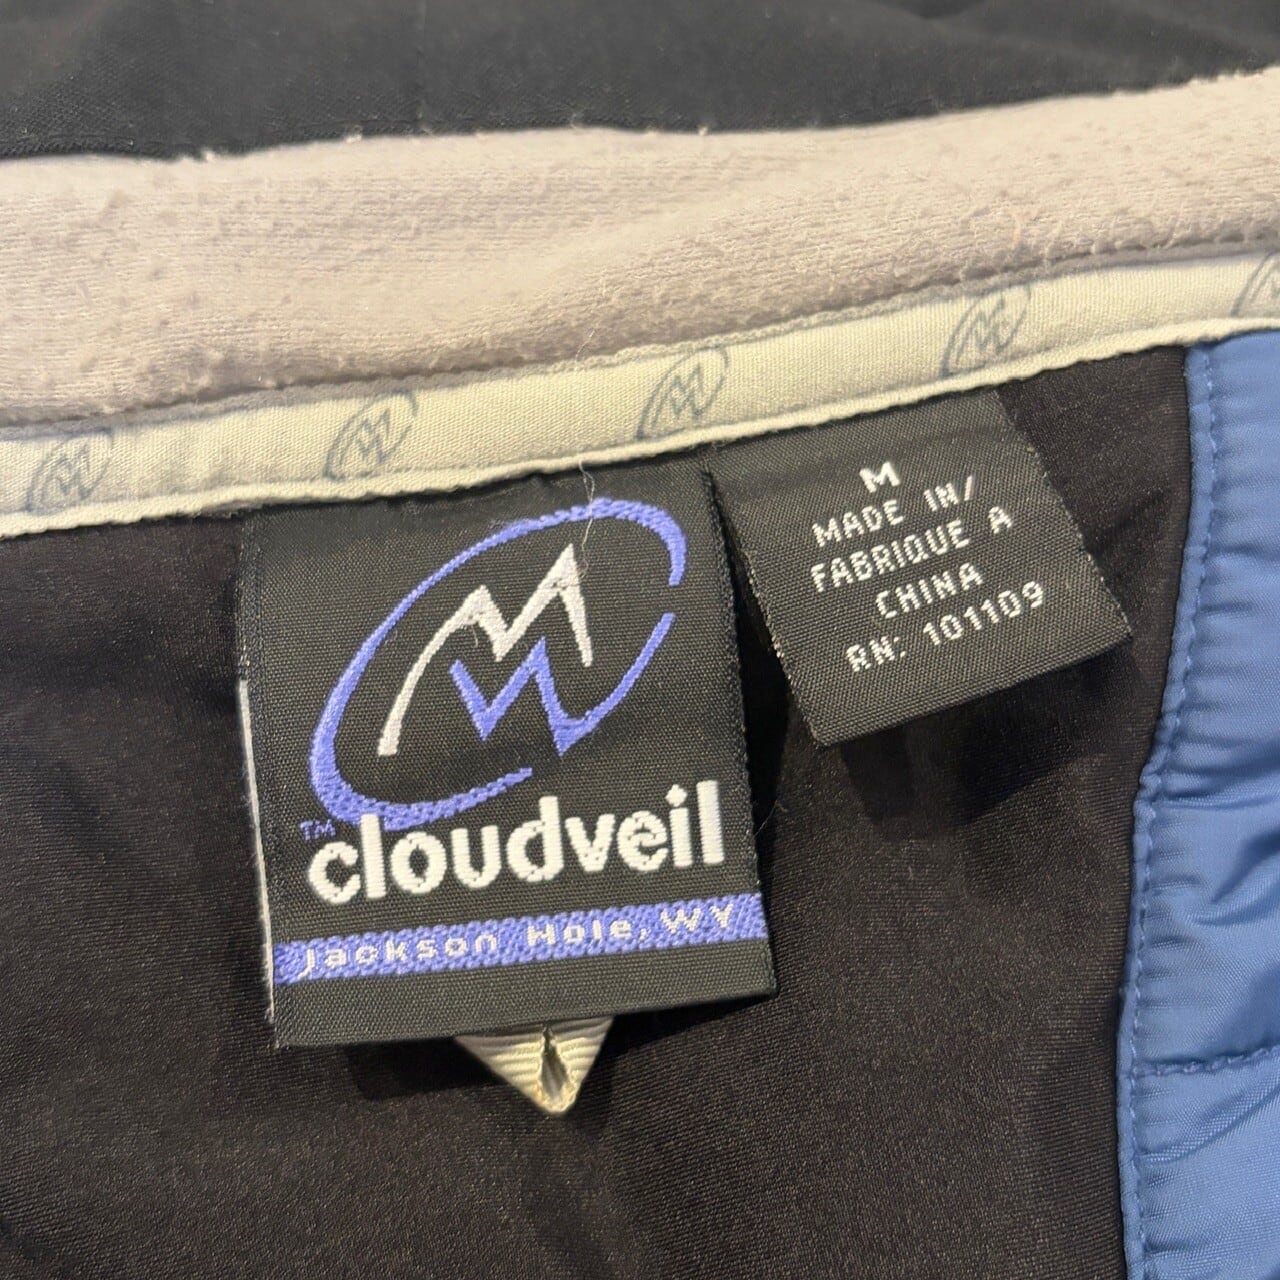 TM
cloudveil
Jackson Hole, WY
M
MADE IN/
FABRIQUE A
CHINA
RN: 101109